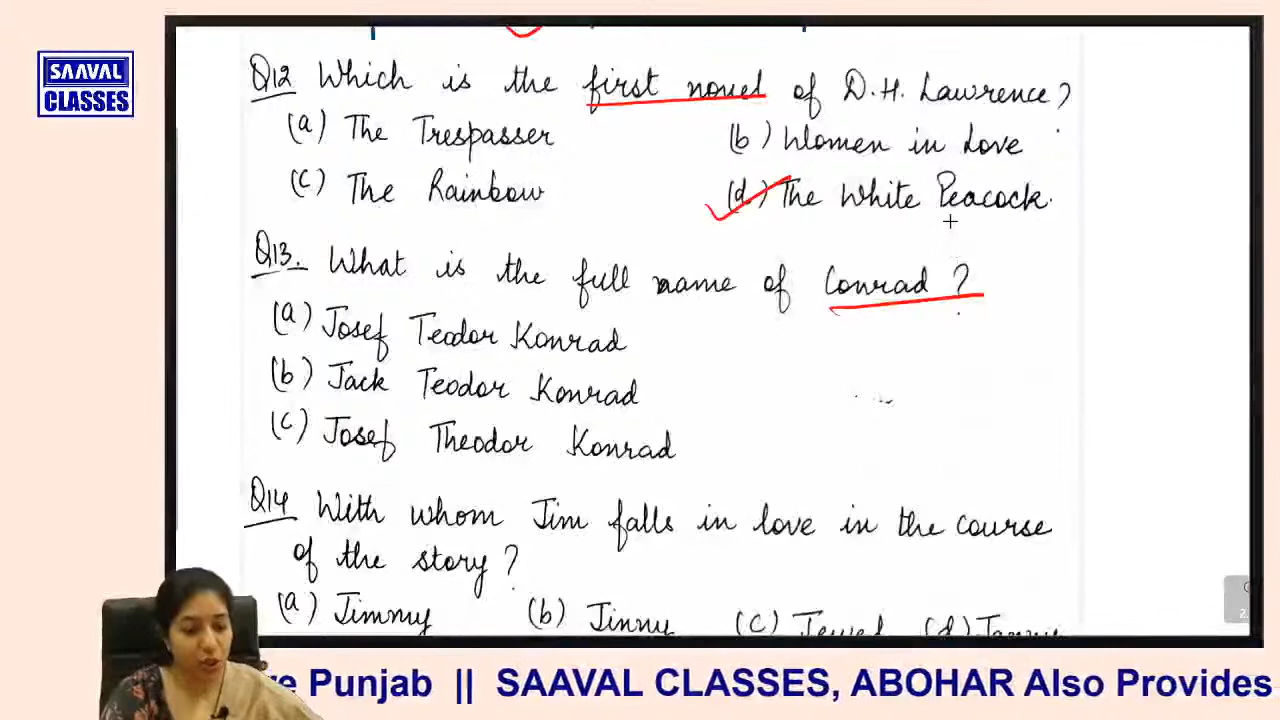 SAAVAL
CLASSES
Q12 Which is the first novel of D.H. Lawrence?
(a) The Trespasser (b) Women in Love
(c) The Rainbow (d) The White Peacock.
Q13. What is the full name of Conrad?
(a) Josef Teodor Konrad
(b) Jack Teodor Konrad
(c) Josef Theodor Konrad
Q14 With whom Jim falls in love in the course
of the story?
(a) Jimmy (b) Jinny (c) Jewel (d)
Punjab || SAAVAL CLASSES, ABOHAR Also Provides